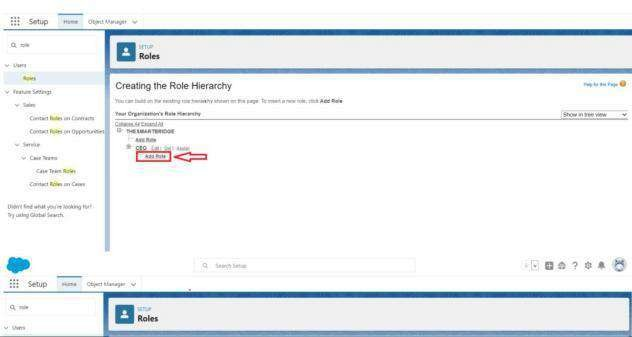 Setup Home Object Manager
role
SETUP
Roles
Users
Roles
Feature Settings
Sales
Contact Roles on Contracts
Contact Roles on Opportunities
Service
Case Teams
Case Team Roles
Contact Roles on Cases
Didn't find what you're looking for?
Try using Global Search.
Creating the Role Hierarchy
Help for this Page
You can build on the existing role hierarchy shown on this page. To insert a new role, click Add Role.
Your Organization's Role Hierarchy
Show in tree view
Collapse All Expand All
THESMARTBRIDGE
Add Role
CEO Edit | Del | Assign
Add Role
Search Setup
Setup Home Object Manager
role
SETUP
Roles
Users